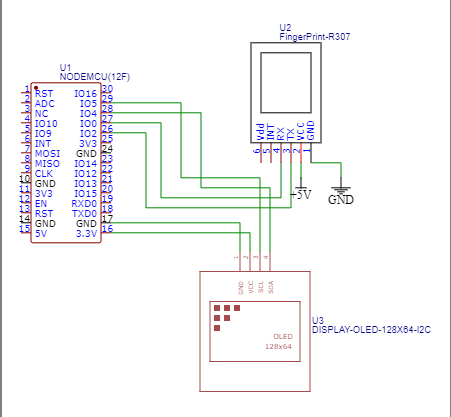 U2
FingerPrint-R307
Vdd
INT
RX
TX
VCC
GND
6
5
4
3
2
1
+5V
GND
U1
NODEMCU(12F)
1 RST IO16 30
2 ADC IO5 29
3 NC IO4 28
4 IO10 IO0 27
5 IO9 IO2 26
6 INT 3V3 25
7 MOSI GND 24
8 MISO IO14 23
9 CLK IO12 22
10 GND IO13 21
11 3V3 IO15 20
12 EN RXD0 19
13 RST TXD0 18
14 GND GND 17
15 5V 3.3V 16
1
2
3
4
GND
VCC
SCL
SDA
OLED
128x64
U3
DISPLAY-OLED-128X64-I2C